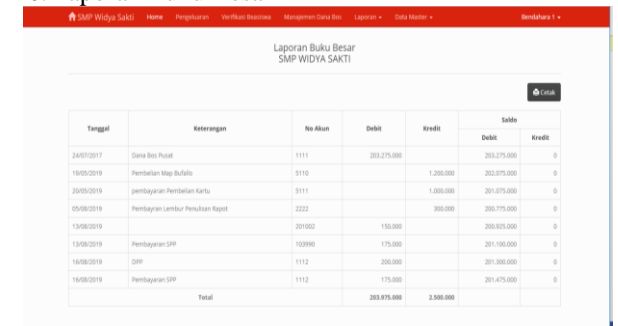 SMP Widya Sakti Home Pengeluaran Verifikasi Beasiswa Manajemen Dana Bos Laporan Data Master Bendahara 1
Laporan Buku Besar
SMP WIDYA SAKTI
Cetak
Tanggal Keterangan No Akun Debit Kredit Saldo
Debit Kredit
24/07/2017 Dana Bos Pusat 1111 203.275.000 203.275.000 0
19/05/2019 Pembelian Map Bufallo 5110 1.200.000 202.075.000 0
20/05/2019 pembayaran Pembelian Kartu 5111 1.000.000 201.075.000 0
05/08/2019 Pembayran Lembur Penulisan Rapot 2222 300.000 200.775.000 0
13/08/2019 201002 150.000 200.925.000 0
13/08/2019 Pembayaran SPP 103990 175.000 201.100.000 0
16/08/2019 DPP 1112 200.000 201.300.000 0
16/08/2019 Pembayaran SPP 1112 175.000 201.475.000 0
Total 203.975.000 2.500.000